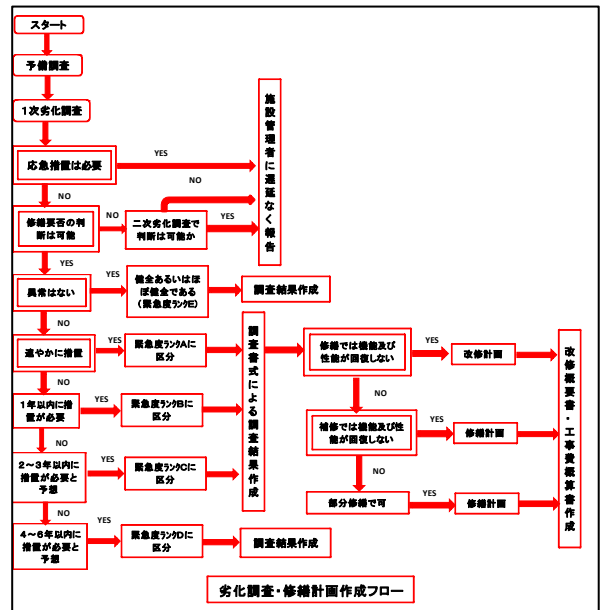 スタート
予備調査
1次劣化調査
応急措置は必要
YES
NO
修繕要否の判
断は可能
NO
二次劣化調査で
判断は可能か
NO
YES
施設管理者に遅延なく報告
YES
異常はない
YES
健全あるいはほ
ぼ健全である
（緊急度ランクE）
調査結果作成
NO
速やかに措置
YES
緊急度ランクAに
区分
NO
1年以内に措
置が必要
YES
緊急度ランクBに
区分
NO
2～3年以内に
措置が必要と
予想
YES
緊急度ランクCに
区分
NO
4～6年以内に
措置が必要と
予想
YES
緊急度ランクDに
区分
調査結果作成
調査書式による調査結果作成
修繕では機能及び
性能が回復しない
YES
改修計画
NO
補修では機能及び性
能が回復しない
YES
修繕計画
NO
部分修繕で可
YES
修繕計画
改修概要書・工事費概算書作成
劣化調査・修繕計画作成フロー